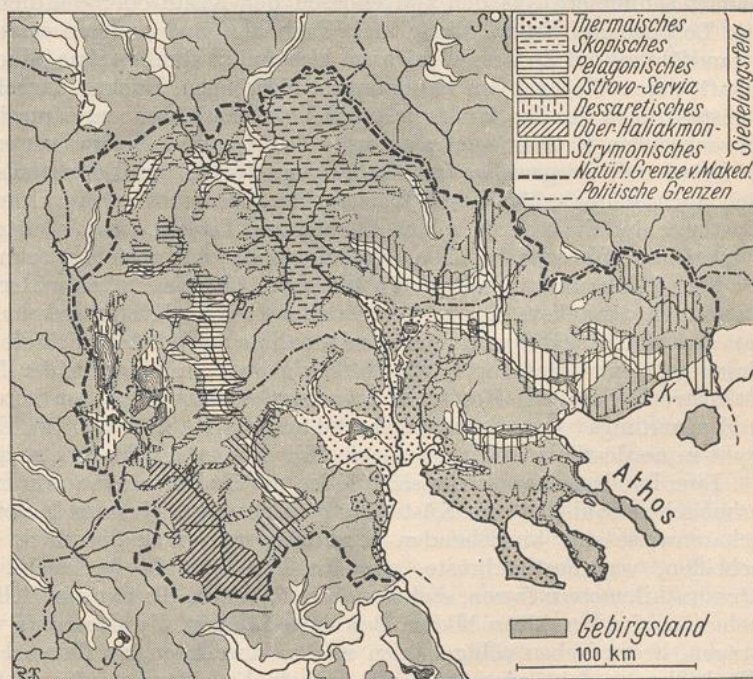 S.
Thermaïsches
Skopisches
Pelagonisches
Ostrovo-Servia
Dessaretisches
Ober-Haliakmon-
Strymonisches
Siedelungsfeld
Natürl. Grenze v. Maked.
Politische Grenzen
Sk.
Pr.
K.
S.
Athos
J.
Gebirgsland
100 km